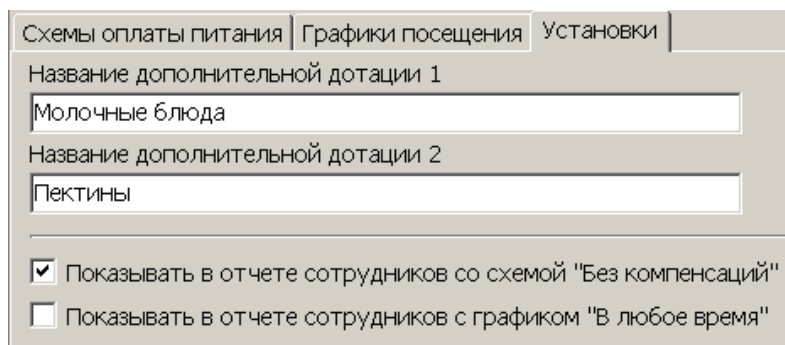 Схемы оплаты питания Графики посещения Установки
Название дополнительной дотации 1
Молочные блюда
Название дополнительной дотации 2
Пектины
Показывать в отчете сотрудников со схемой "Без компенсаций"
Показывать в отчете сотрудников с графиком "В любое время"